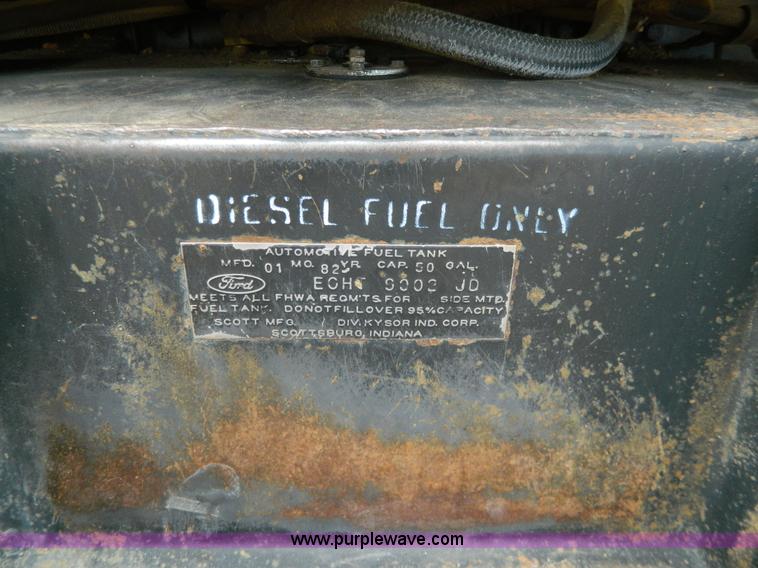 DIESEL FUEL ONLY
AUTOMOTIVE FUEL TANK
MFD. 01 MO. 82 YR. CAP. 50 GAL.
Ford JD
MEETS ALL FHWA REQM'TS. FOR SIDE MTD.
FUEL TANK. DO NOT FILL OVER 95% CAPACITY
SCOTT MFG. DIV. KYSOR IND. CORP.
SCOTTSBURG, INDIANA
www.purplewave.com